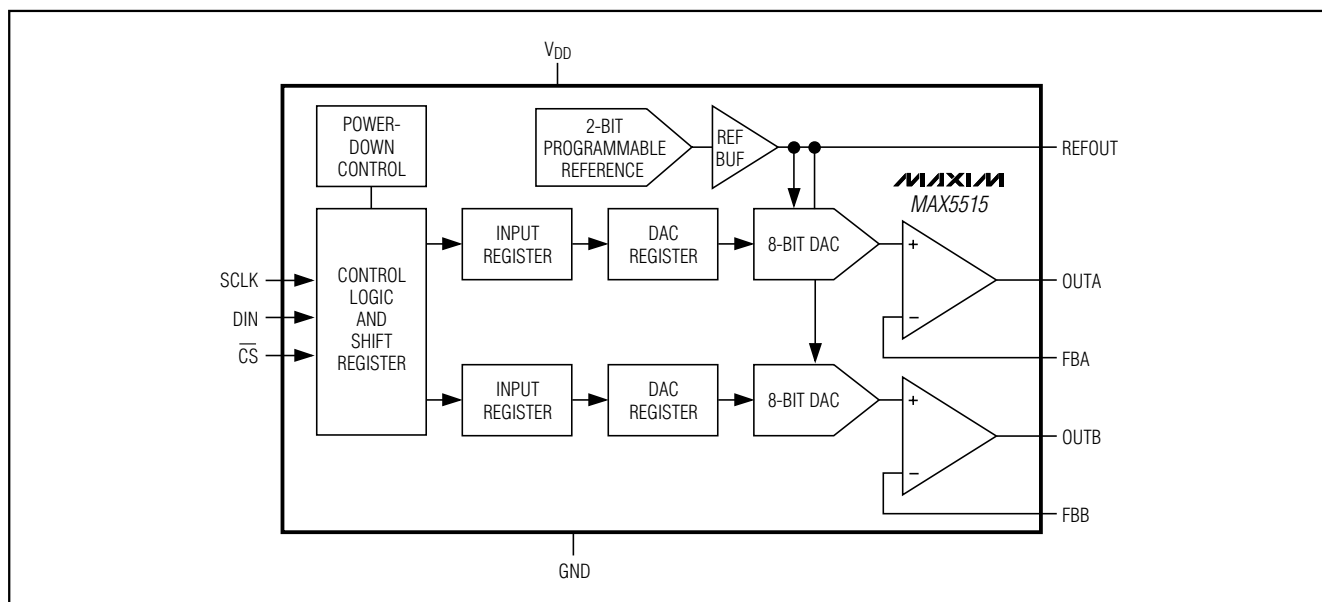 VDD
POWER-
DOWN
CONTROL
2-BIT
PROGRAMMABLE
REFERENCE
REF
BUF
REFOUT
MAXIM
MAX5515
CONTROL
LOGIC
AND
SHIFT
REGISTER
INPUT
REGISTER
DAC
REGISTER
8-BIT DAC
+
−
SCLK
DIN
CS
OUTA
FBA
INPUT
REGISTER
DAC
REGISTER
8-BIT DAC
+
−
OUTB
FBB
GND